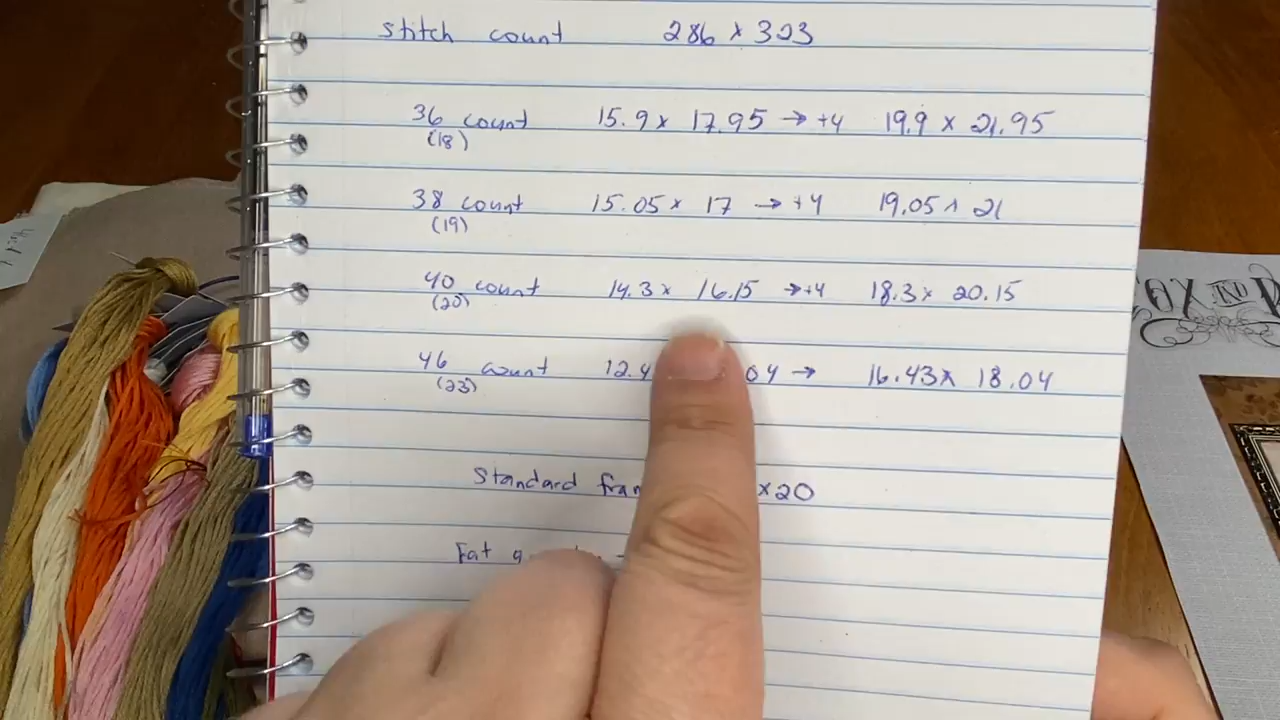 stitch count 286 x 323
36 count 15.9 x 17.95 → +4 19.9 x 21.95
(18)
38 count 15.05 x 17 → +4 19.05 x 21
(19)
40 count 14.3 x 16.15 → +4 18.3 x 20.15
(20)
46 count 12.4 04 → 16.43 x 18.04
(23)
Standard x 20
Fat
AND